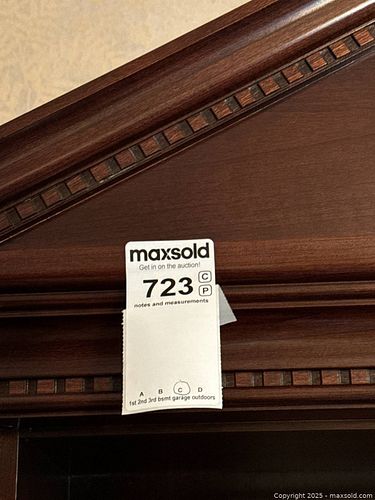 maxsold
Get in on the auction!
723 C
P
notes and measurements
A B C D
1st 2nd 3rd bsmt garage outdoors
Copyright 2025 - maxsold.com